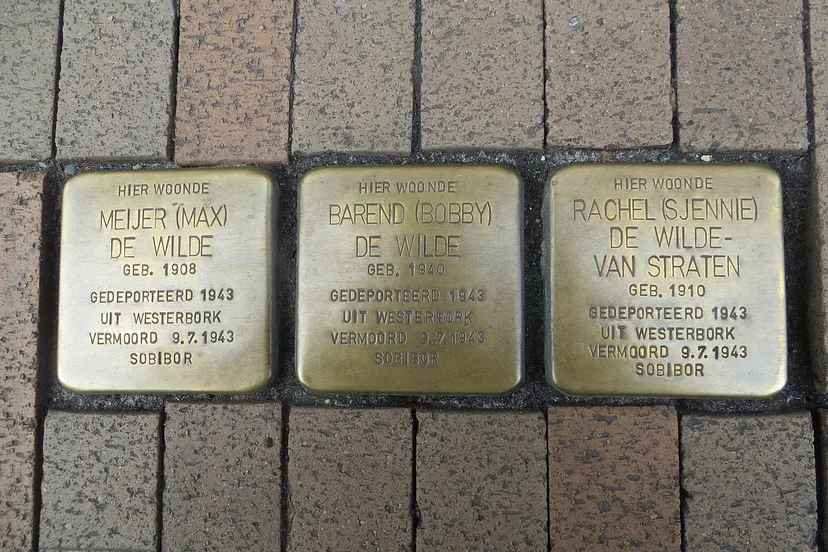 HIER WOONDE
MEIJER (MAX)
DE WILDE
GEB. 1908
GEDEPORTEERD 1943
UIT WESTERBORK
VERMOORD 9.7.1943
SOBIBOR
HIER WOONDE
BAREND (BOBBY)
DE WILDE
GEB. 1940
GEDEPORTEERD 1943
UIT WESTERBORK
VERMOORD 9.7.1943
SOBIBOR
HIER WOONDE
RACHEL (SJENNIE)
DE WILDE-
VAN STRATEN
GEB. 1910
GEDEPORTEERD 1943
UIT WESTERBORK
VERMOORD 9.7.1943
SOBIBOR